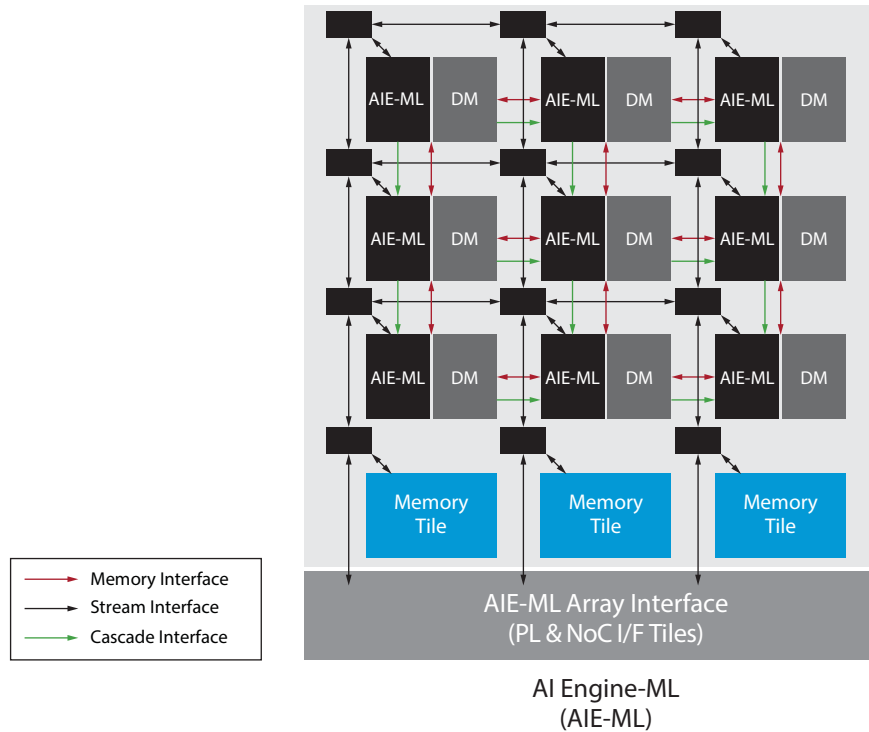 AIE-ML DM AIE-ML DM AIE-ML DM
AIE-ML DM AIE-ML DM AIE-ML DM
AIE-ML DM AIE-ML DM AIE-ML DM
Memory
Tile
Memory
Tile
Memory
Tile
Memory Interface
Stream Interface
Cascade Interface
AIE-ML Array Interface
(PL & NoC I/F Tiles)
AI Engine-ML
(AIE-ML)